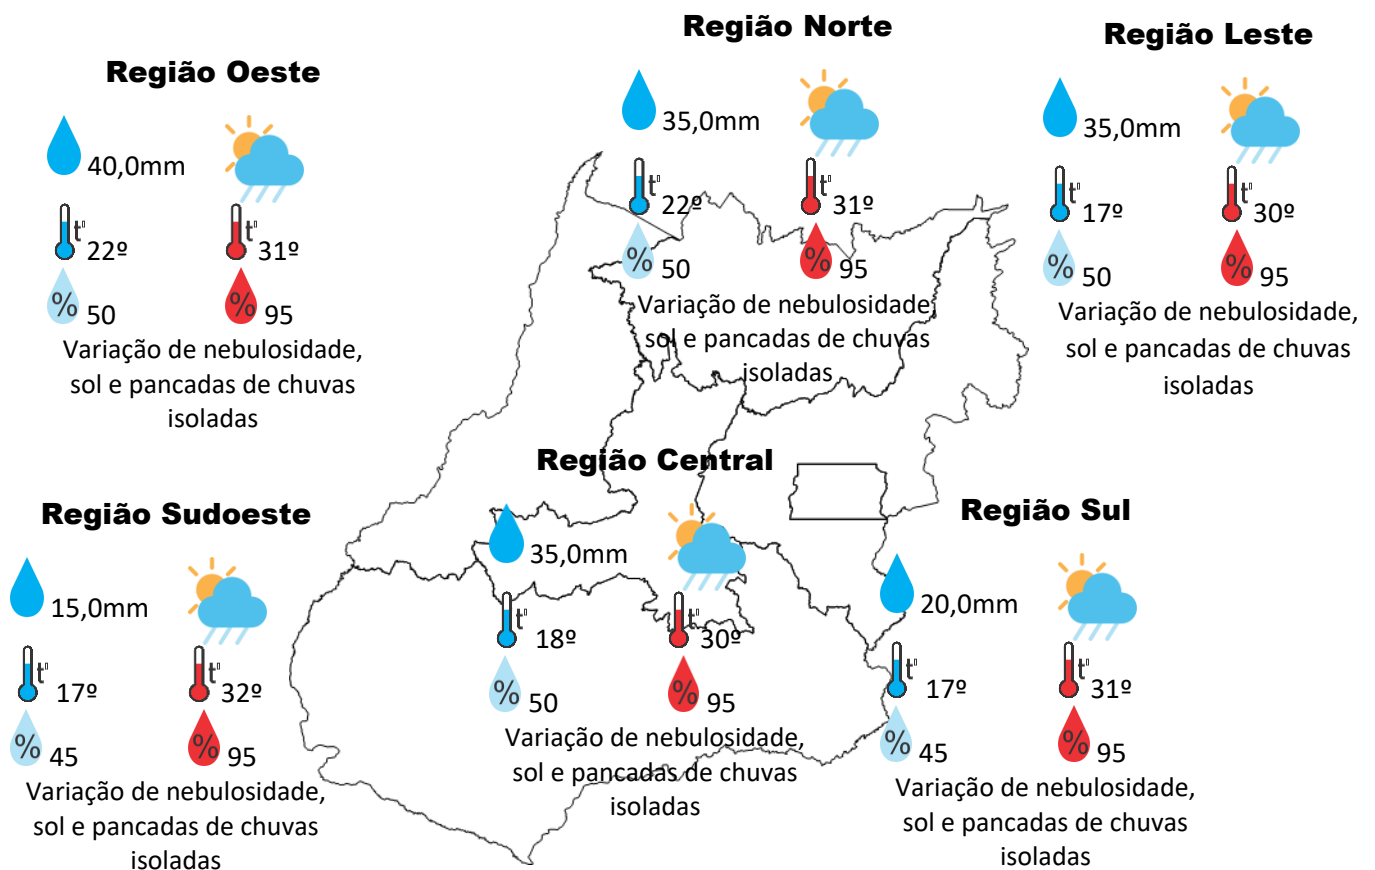 Região Oeste
40,0mm
t°
22º
31º
%
50
%
95
Variação de nebulosidade,
sol e pancadas de chuvas
isoladas
Região Norte
35,0mm
t°
22º
t°
31º
%
50
%
95
Variação de nebulosidade,
sol e pancadas de chuvas
isoladas
Região Leste
35,0mm
t°
17º
t°
30º
%
50
%
95
Variação de nebulosidade,
sol e pancadas de chuvas
isoladas
Região Sudoeste
15,0mm
t°
17º
t°
32º
%
45
%
95
Variação de nebulosidade,
sol e pancadas de chuvas
isoladas
Região Central
35,0mm
t°
18º
t°
30º
%
50
%
95
Variação de nebulosidade,
sol e pancadas de chuvas
isoladas
Região Sul
20,0mm
t°
17º
t°
31º
%
45
%
95
Variação de nebulosidade,
sol e pancadas de chuvas
isoladas